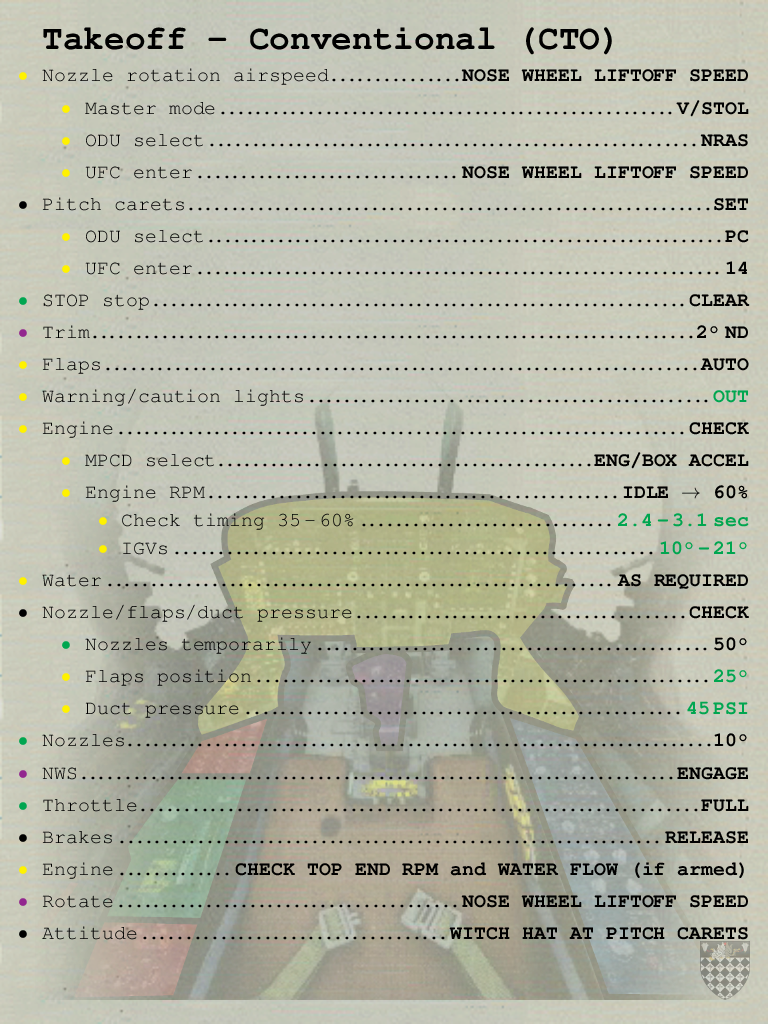 Takeoff – Conventional (CTO)
• Nozzle rotation airspeed...............NOSE WHEEL LIFTOFF SPEED
• Master mode.......................................................V/STOL
• ODU select...........................................................NRAS
• UFC enter..............................NOSE WHEEL LIFTOFF SPEED
• Pitch carets.............................................................SET
• ODU select..............................................................PC
• UFC enter...............................................................14
• STOP stop..............................................................CLEAR
• Trim.......................................................................2° ND
• Flaps......................................................................AUTO
• Warning/caution lights................................................OUT
• Engine...................................................................CHECK
• MPCD select............................................ENG/BOX ACCEL
• Engine RPM................................................IDLE → 60%
• Check timing 35–60%.............................2.4–3.1 sec
• IGVs........................................................10°–21°
• Water...........................................................AS REQUIRED
• Nozzle/flaps/duct pressure.......................................CHECK
• Nozzles temporarily..............................................50°
• Flaps position.....................................................25°
• Duct pressure...................................................45PSI
• Nozzles....................................................................10°
• NWS.....................................................................ENGAGE
• Throttle.................................................................FULL
• Brakes...............................................................RELEASE
• Engine............CHECK TOP END RPM and WATER FLOW (if armed)
• Rotate.......................................NOSE WHEEL LIFTOFF SPEED
• Attitude...................................WITCH HAT AT PITCH CARETS